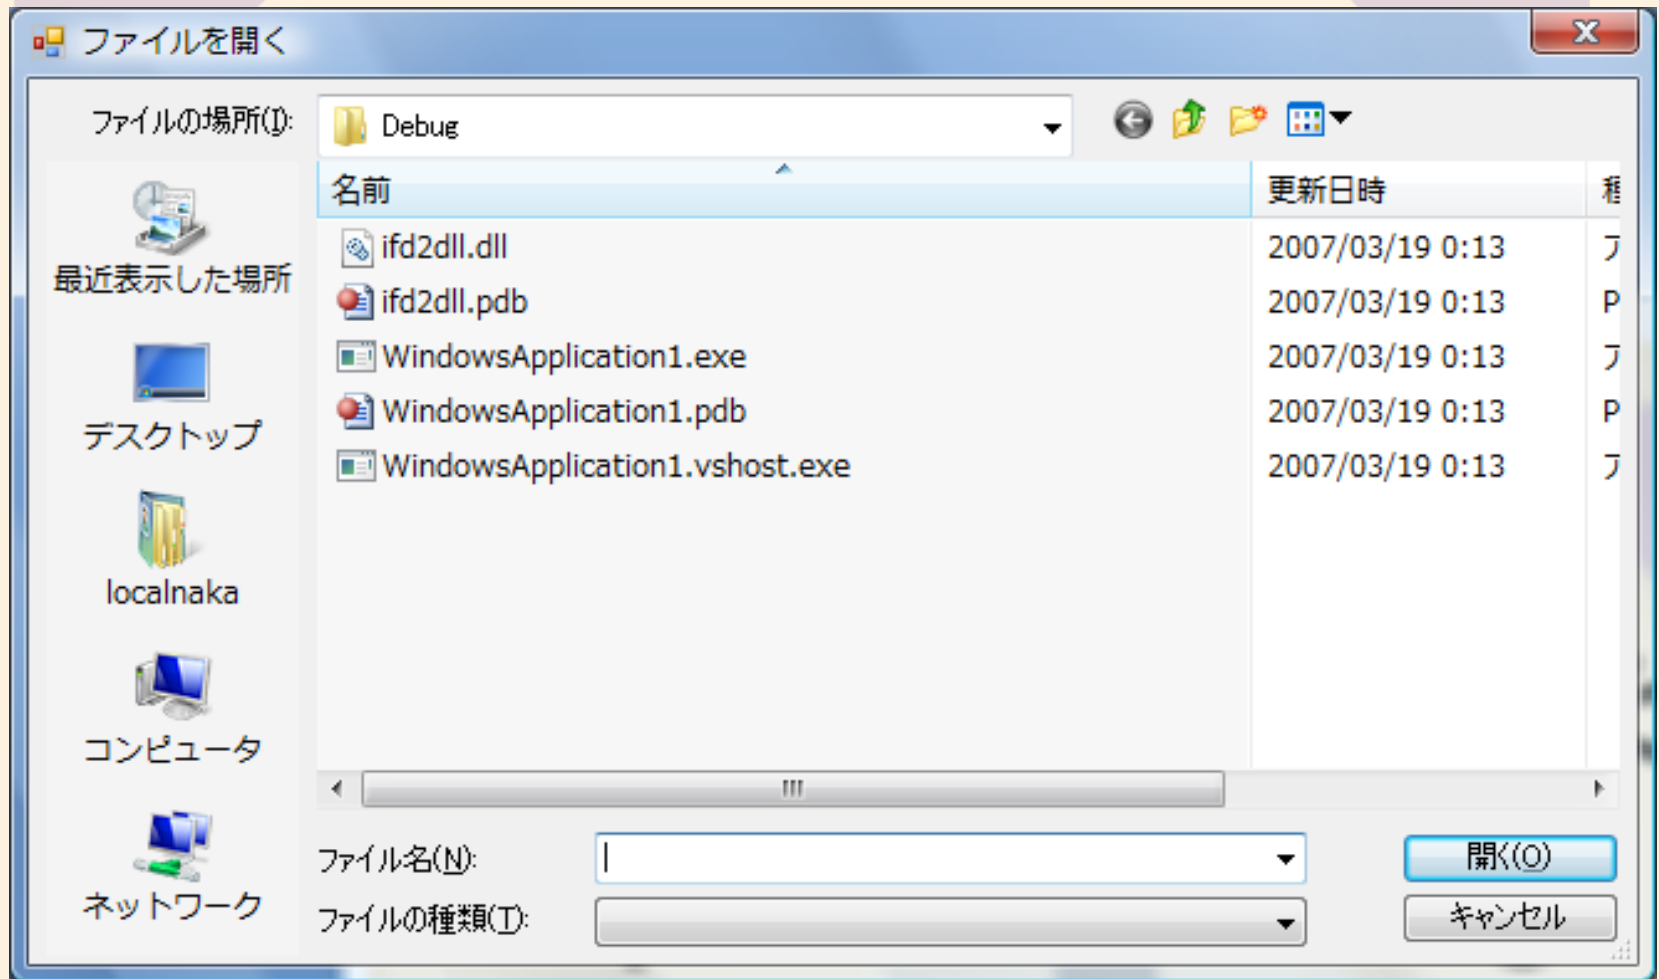 ファイルを開く
ファイルの場所(I):
Debug
名前
更新日時
最近表示した場所
デスクトップ
localnaka
コンピュータ
ネットワーク
ifd2dll.dll
2007/03/19 0:13
ア
ifd2dll.pdb
2007/03/19 0:13
P
WindowsApplication1.exe
2007/03/19 0:13
ア
WindowsApplication1.pdb
2007/03/19 0:13
P
WindowsApplication1.vshost.exe
2007/03/19 0:13
ア
ファイル名(N):
開く(O)
ファイルの種類(T):
キャンセル